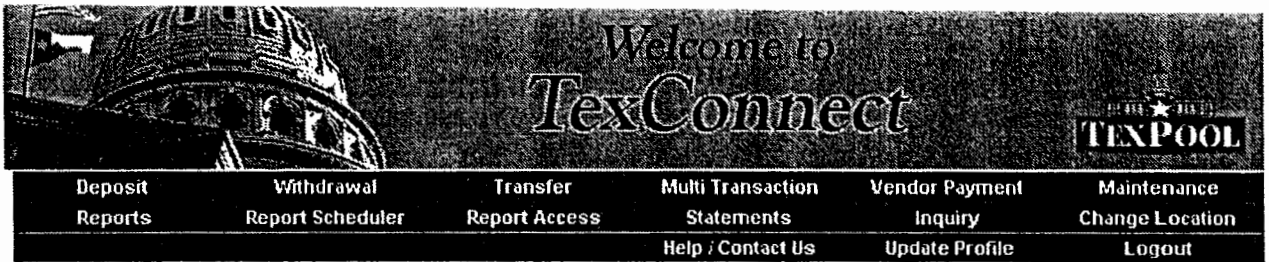 Welcome to
TexConnect
TEXPOOL
Deposit Withdrawal Transfer Multi Transaction Vendor Payment Maintenance
Reports Report Scheduler Report Access Statements Inquiry Change Location
Help / Contact Us Update Profile Logout